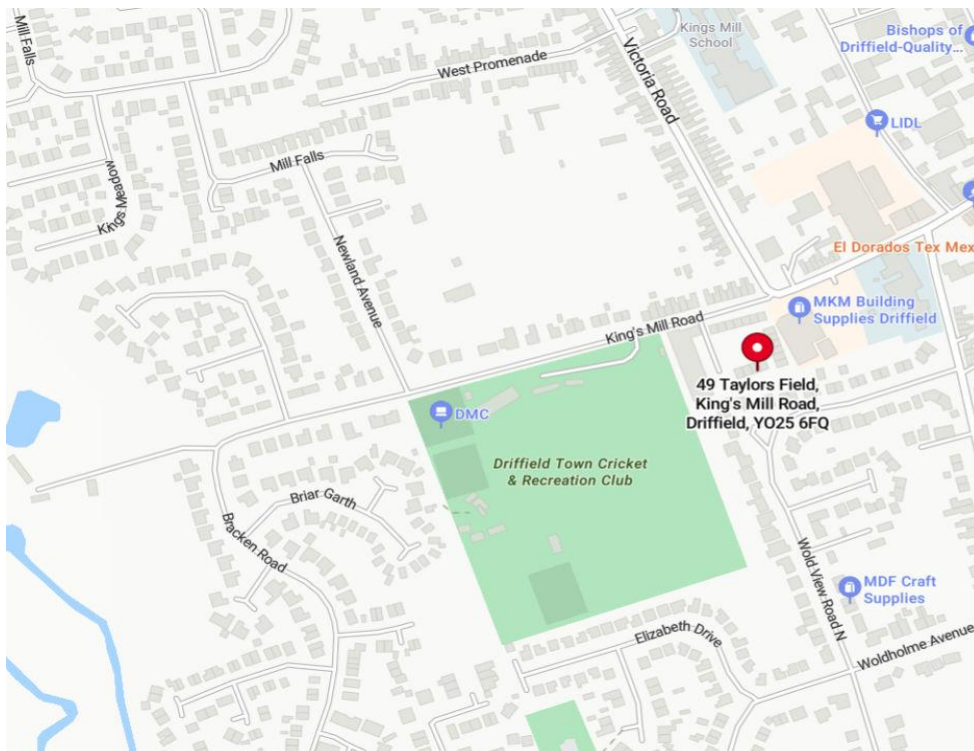 Mill Falls
Kings Mill
School
Bishops of
Driffield-Quality...
West Promenade
Victoria Road
LIDL
Mill Falls
King's Meadow
Newland Avenue
El Dorados Tex Mex
MKM Building
Supplies Driffield
King's Mill Road
49 Taylors Field,
King's Mill Road,
Driffield, YO25 6FQ
DMC
Driffield Town Cricket
& Recreation Club
Briar Garth
Bracken Road
Wold View Road N
MDF Craft
Supplies
Elizabeth Drive
Woldholme Avenue